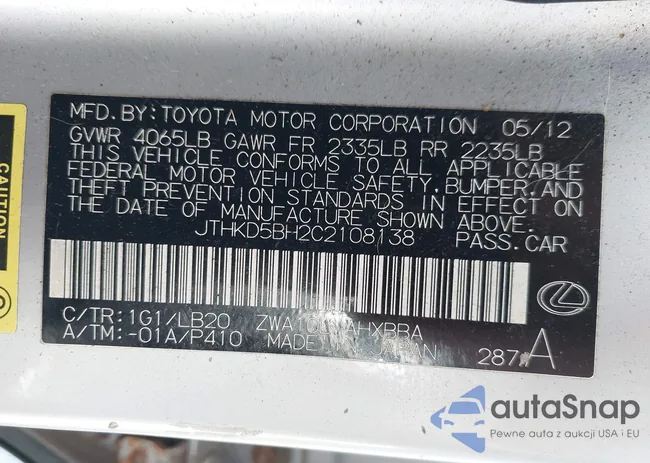 MFD. BY: TOYOTA MOTOR CORPORATION 05/12
GVWR 4065LB GAWR FR 2335LB RR 2235LB
THIS VEHICLE CONFORMS TO ALL APPLICABLE
FEDERAL MOTOR VEHICLE SAFETY, BUMPER, AND
THEFT PREVENTION STANDARDS IN EFFECT ON
THE DATE OF MANUFACTURE SHOWN ABOVE.
JTHKD5BH2C2108138 PASS. CAR
C/TR: 1G1/LB20
A/TM: -01A/P410 MADE IN JAPAN 287 A
CAUTION
autaSnap
Pewne auta z aukcji USA i EU